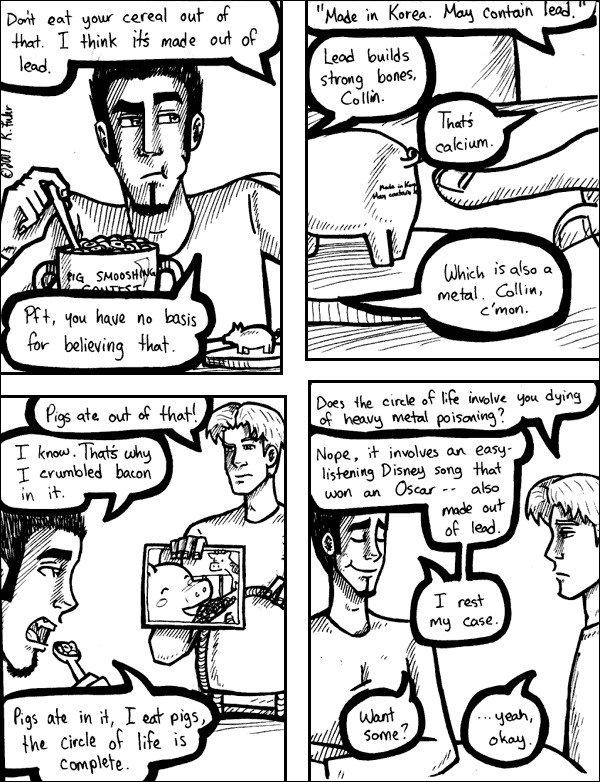 Don't eat your cereal out of
that. I think it's made out of
lead.
©2007 K.
PIG SMOOSHING
CONTEST
Pft, you have no basis
for believing that.
"Made in Korea. May contain lead."
Lead builds
strong bones,
Collin.
That's
calcium.
Made in Kor
May contain l
Which is also a
metal. Collin,
c'mon.
Pigs ate out of that!
I know. That's why
I crumbled bacon
in it.
Pigs ate in it, I eat pigs,
the circle of life is
complete.
Does the circle of life involve you dying
of heavy metal poisoning?
Nope, it involves an easy-
listening Disney song that
won an Oscar -- also
made out
of lead.
I rest
my case.
Want
some?
...yeah,
okay.